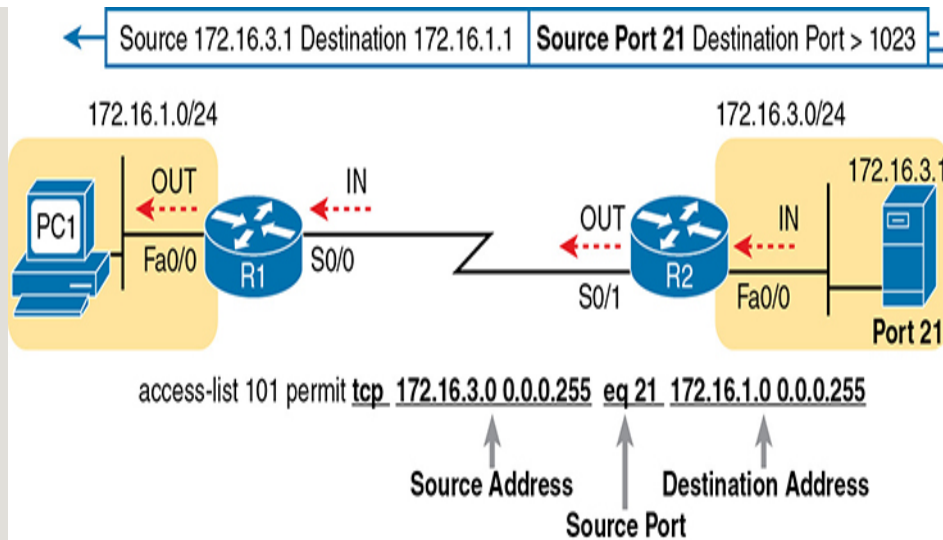 Source 172.16.3.1 Destination 172.16.1.1 Source Port 21 Destination Port > 1023
172.16.1.0/24
172.16.3.0/24
OUT
IN
172.16.3.1
PC1
OUT
IN
Fa0/0
R1
S0/0
S0/1
R2
Fa0/0
Port 21
access-list 101 permit tcp 172.16.3.0 0.0.0.255 eq 21 172.16.1.0 0.0.0.255
Source Address
Destination Address
Source Port